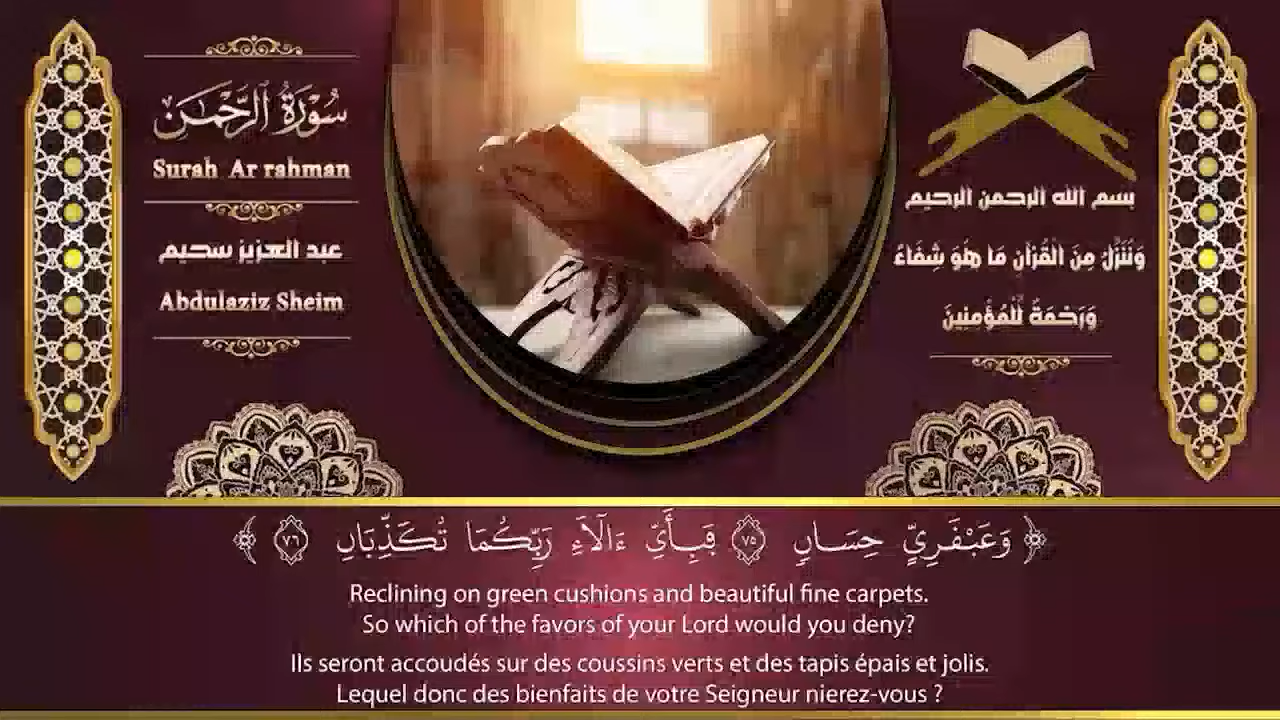 سُورَةُ الرَّحْمَٰن
Surah Ar rahman
عبد العزيز سحيم
Abdulaziz Sheim
بسم الله الرحمن الرحيم
وَنُنَزِّلُ مِنَ الْقُرْآنِ مَا هُوَ شِفَاءٌ
وَرَحْمَةٌ لِّلْمُؤْمِنِينَ
وَعَبْقَرِيٍّ حِسَانٍ ٧٥ فَبِأَيِّ ءَالَآءِ رَبِّكُمَا تُكَذِّبَانِ ٧٦
Reclining on green cushions and beautiful fine carpets.
So which of the favors of your Lord would you deny?
Ils seront accoudés sur des coussins verts et des tapis épais et jolis.
Lequel donc des bienfaits de votre Seigneur nierez-vous ?